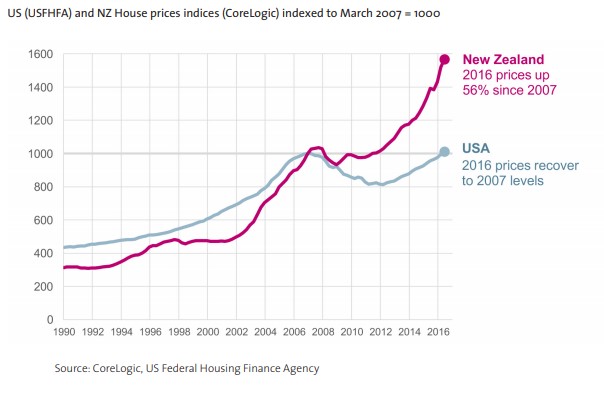 US (USFHFA) and NZ House prices indices (CoreLogic) indexed to March 2007 = 1000
1600
1400
1200
1000
800
600
400
200
0
1990 1992 1994 1996 1998 2000 2002 2004 2006 2008 2010 2012 2014 2016
New Zealand
2016 prices up
56% since 2007
USA
2016 prices recover
to 2007 levels
Source: CoreLogic, US Federal Housing Finance Agency